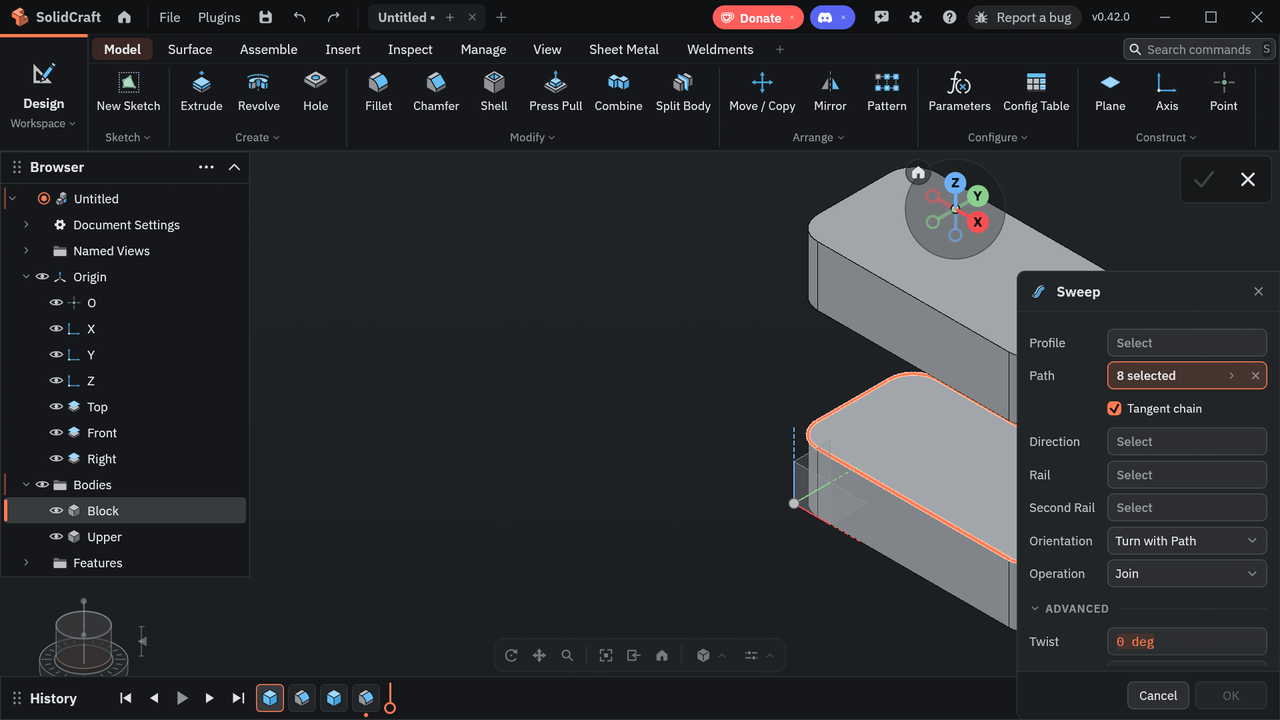 SolidCraft
File
Plugins
Untitled •
Donate
Report a bug
v0.42.0
Model
Surface
Assemble
Insert
Inspect
Manage
View
Sheet Metal
Weldments
Search commands
S
Design
Workspace
New Sketch
Extrude
Revolve
Hole
Fillet
Chamfer
Shell
Press Pull
Combine
Split Body
Move / Copy
Mirror
Pattern
Parameters
Config Table
Plane
Axis
Point
Sketch
Create
Modify
Arrange
Configure
Construct
Browser
Untitled
Document Settings
Named Views
Origin
O
X
Y
Z
Top
Front
Right
Bodies
Block
Upper
Features
Z
Y
X
Sweep
Profile
Select
Path
8 selected
Tangent chain
Direction
Select
Rail
Select
Second Rail
Select
Orientation
Turn with Path
Operation
Join
ADVANCED
Twist
0 deg
Cancel
OK
History